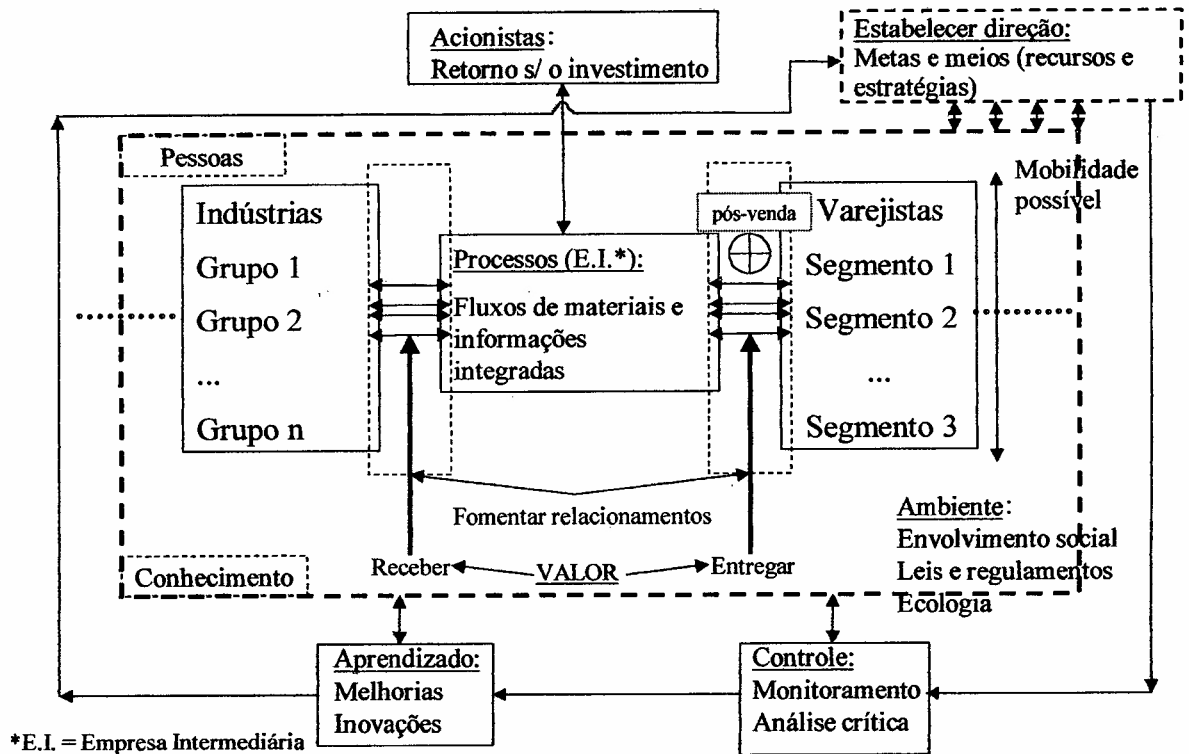 Acionistas:
Retorno s/ o investimento
Estabelecer direção:
Metas e meios (recursos e
estratégias)
Pessoas
Mobilidade
possível
Indústrias
Grupo 1
Grupo 2
...
Grupo n
Processos (E.I.*):
Fluxos de materiais e
informações
integradas
pós-venda
Varejistas
Segmento 1
Segmento 2
...
Segmento 3
Fomentar relacionamentos
Ambiente:
Envolvimento social
Leis e regulamentos
Ecologia
Conhecimento
Receber
VALOR
Entregar
Aprendizado:
Melhorias
Inovações
Controle:
Monitoramento
Análise crítica
*E.I. = Empresa Intermediária